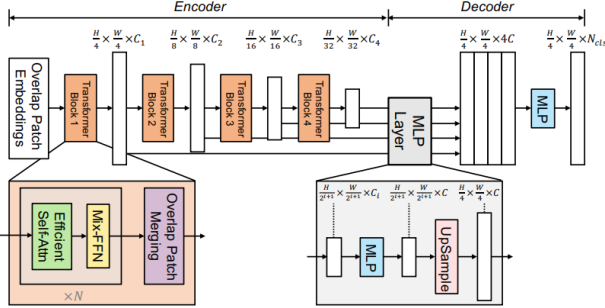 Encoder
Decoder
H/4 × W/4 × C₁
H/8 × W/8 × C₂
H/16 × W/16 × C₃
H/32 × W/32 × C₄
H/4 × W/4 × 4C
H/4 × W/4 × N_cls
Overlap Patch
Embeddings
Transformer
Block 1
Transformer
Block 2
Transformer
Block 3
Transformer
Block 4
MLP
Layer
MLP
Efficient
Self-Attn
Mix-FFN
Overlap Patch
Merging
×N
H/2^{i+1} × W/2^{i+1} × C_i
H/2^{i+1} × W/2^{i+1} × C
H/4 × W/4 × C
MLP
UpSample